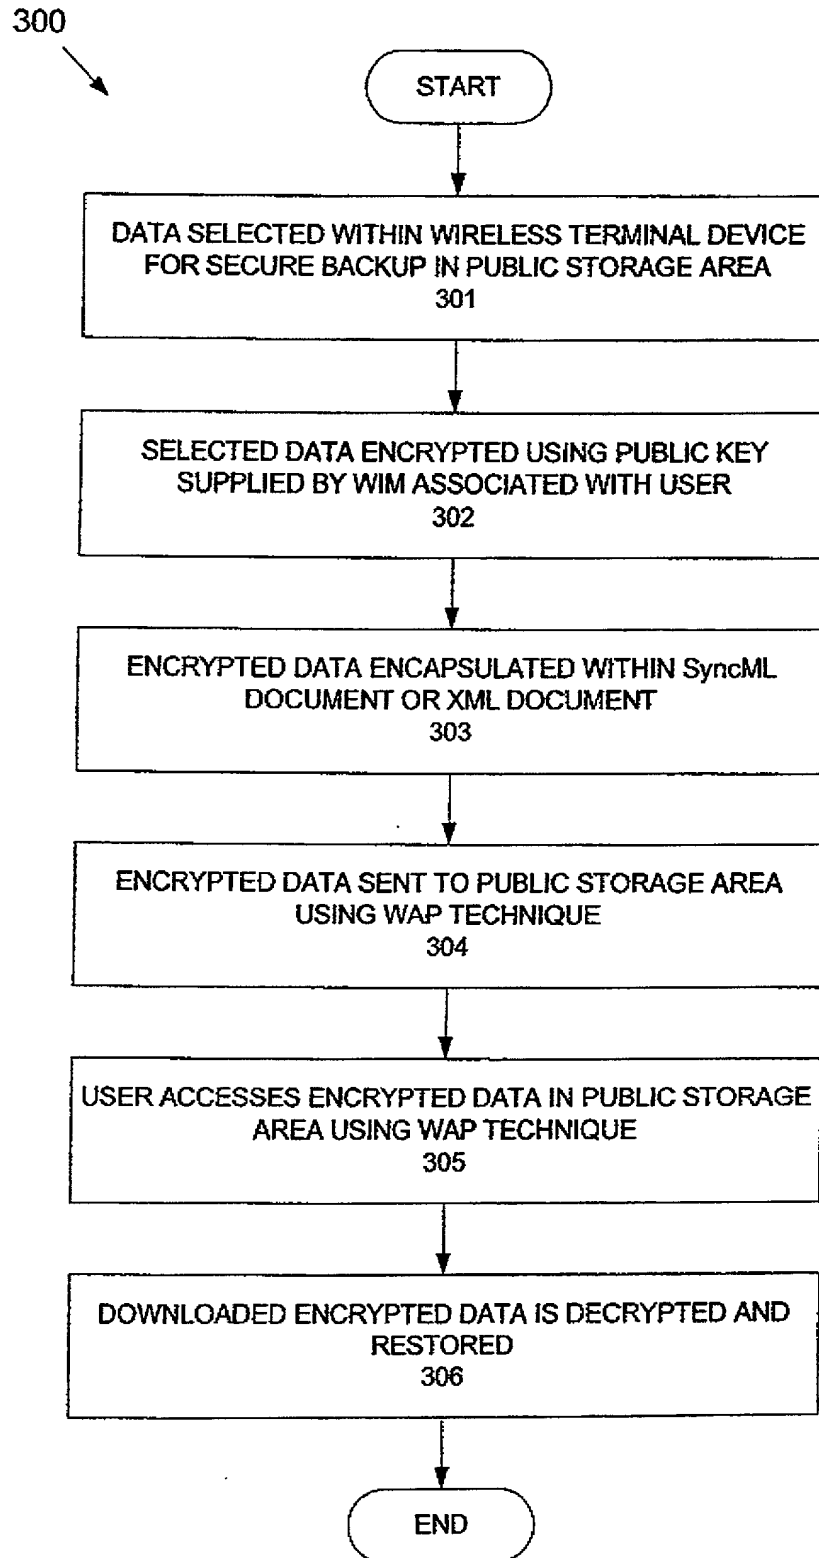 300
START
DATA SELECTED WITHIN WIRELESS TERMINAL DEVICE
FOR SECURE BACKUP IN PUBLIC STORAGE AREA
301
SELECTED DATA ENCRYPTED USING PUBLIC KEY
SUPPLIED BY WIM ASSOCIATED WITH USER
302
ENCRYPTED DATA ENCAPSULATED WITHIN SyncML
DOCUMENT OR XML DOCUMENT
303
ENCRYPTED DATA SENT TO PUBLIC STORAGE AREA
USING WAP TECHNIQUE
304
USER ACCESSES ENCRYPTED DATA IN PUBLIC STORAGE
AREA USING WAP TECHNIQUE
305
DOWNLOADED ENCRYPTED DATA IS DECRYPTED AND
RESTORED
306
END